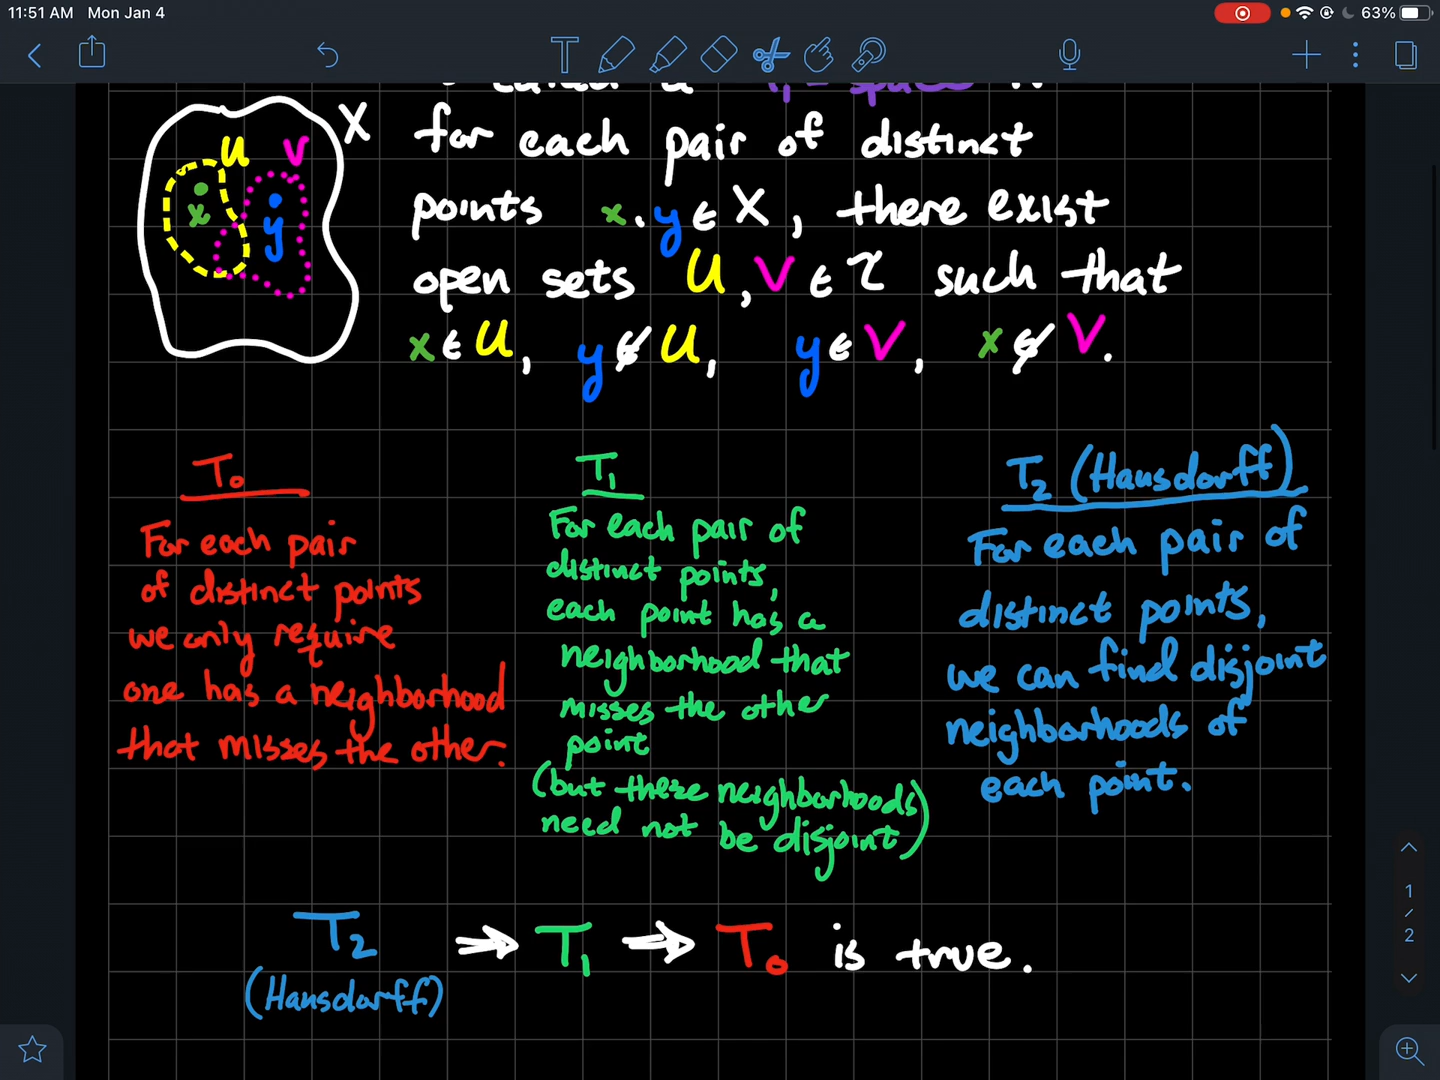 11:51 AM Mon Jan 4
63%
called a T₁-space
X
U V
x
y
for each pair of distinct
points x, y ∈ X, there exist
open sets U, V ∈ τ such that
x ∈ U, y ∉ U, y ∈ V, x ∉ V.
T₀
For each pair
of distinct points
we only require
one has a neighborhood
that misses the other.
T₁
For each pair of
distinct points,
each point has a
neighborhood that
misses the other
point
(but these neighborhoods)
need not be disjoint)
T₂ (Hausdorff)
For each pair of
distinct points,
we can find disjoint
neighborhoods of
each point.
T₂ ⇒ T₁ ⇒ T₀ is true.
(Hausdorff)
1
/
2